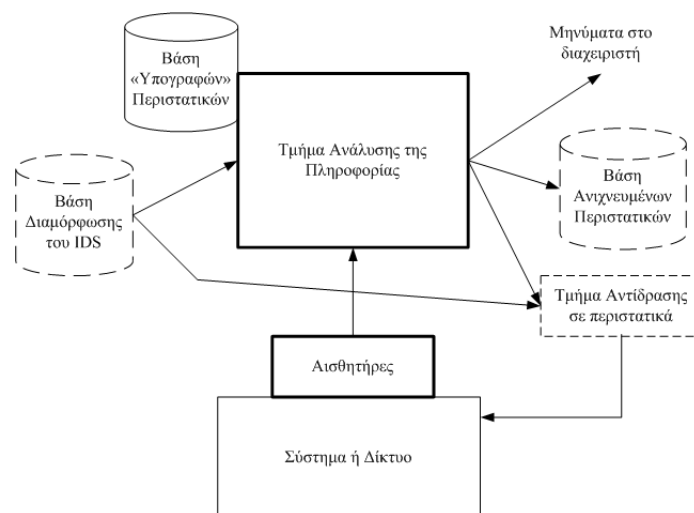 Βάση
«Υπογραφών»
Περιστατικών
Μηνύματα στο
διαχειριστή
Τμήμα Ανάλυσης της
Πληροφορίας
Βάση
Ανιχνευμένων
Περιστατικών
Βάση
Διαμόρφωσης
του IDS
Τμήμα Αντίδρασης
σε περιστατικά
Αισθητήρες
Σύστημα ή Δίκτυο